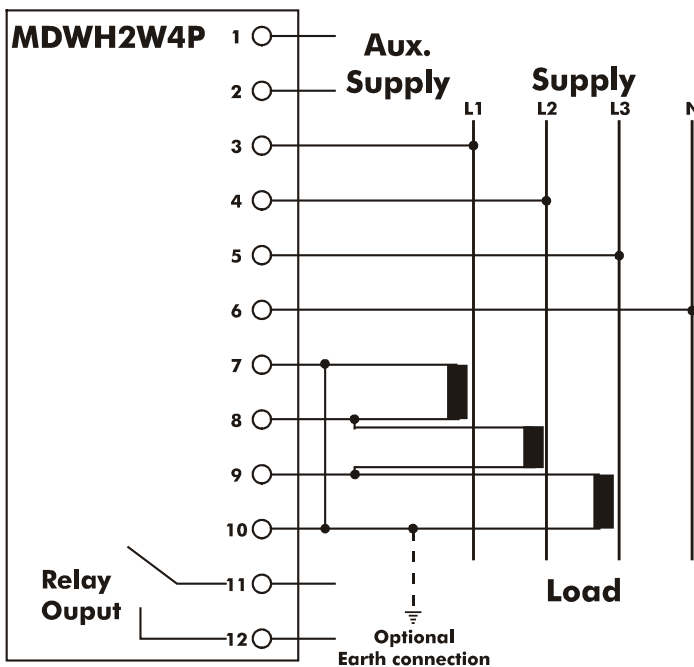 MDWH2W4P
Aux.
Supply
Supply
L1
L2
L3
N
1
2
3
4
5
6
7
8
9
10
11
12
Relay
Ouput
Load
Optional
Earth connection